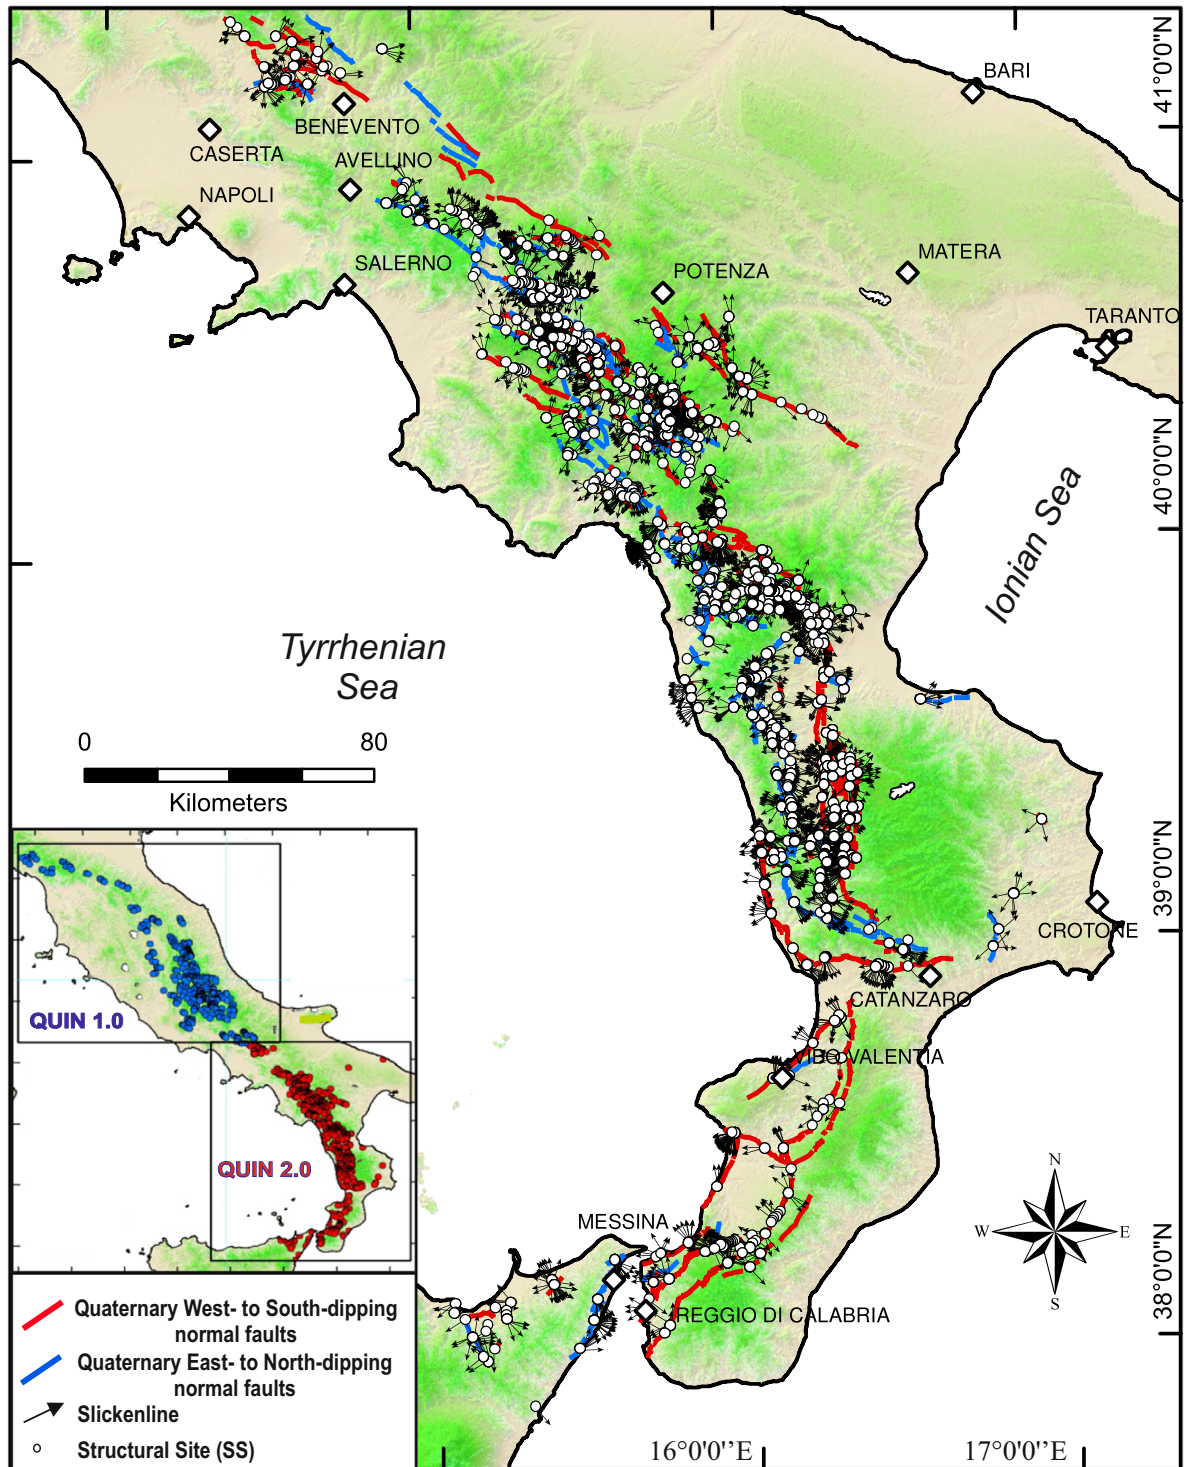 BARI
41°0'0"N
BENEVENTO
CASERTA
AVELLINO
NAPOLI
SALERNO
POTENZA
MATERA
TARANTO
40°0'0"N
Ionian Sea
Tyrrhenian
Sea
0 80
Kilometers
39°0'0"N
CROTONE
CATANZARO
VIBO VALENTIA
QUIN 1.0
QUIN 2.0
MESSINA
N
W E
S
38°0'0"N
REGGIO DI CALABRIA
Quaternary West- to South-dipping
normal faults
Quaternary East- to North-dipping
normal faults
Slickenline
Structural Site (SS)
16°0'0''E
17°0'0''E